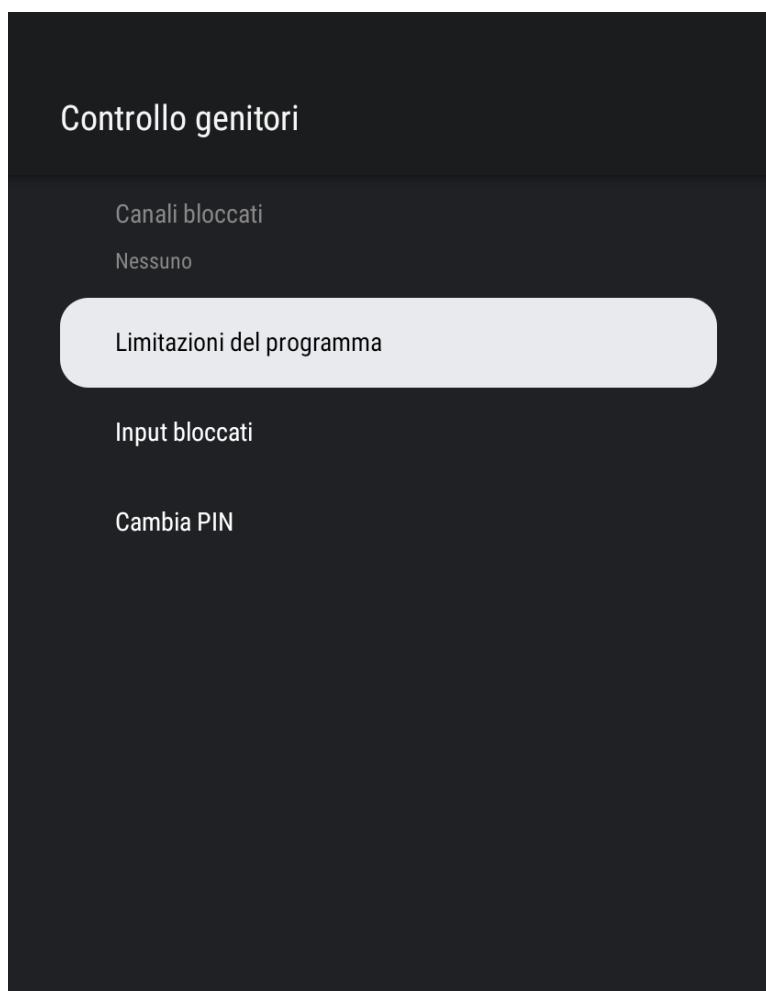 Controllo genitori
Canali bloccati
Nessuno
Limitazioni del programma
Input bloccati
Cambia PIN